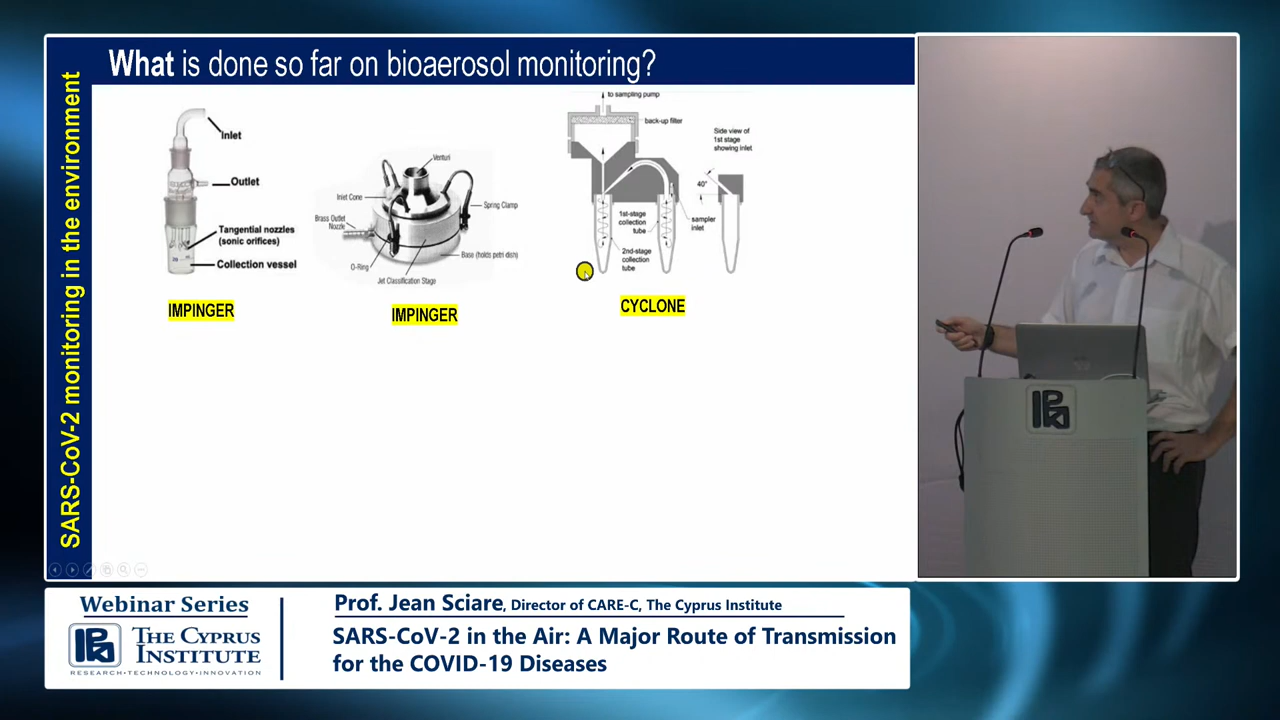 What is done so far on bioaerosol monitoring?
SARS-CoV-2 monitoring in the environment
Inlet
Outlet
Tangential nozzles
(sonic orifices)
Collection vessel
IMPINGER
Venturi
Inlet Cone
Spring Clamp
Brass Outlet
Nozzle
O-Ring
Base (holds petri dish)
Jet Classification Stage
IMPINGER
to sampling pump
back-up filter
Side view of
1st stage
showing inlet
40°
1st-stage
collection
tube
sampler
inlet
2nd-stage
collection
tube
CYCLONE
Webinar Series
THE CYPRUS
INSTITUTE
RESEARCH•TECHNOLOGY•INNOVATION
Prof. Jean Sciare, Director of CARE-C, The Cyprus Institute
SARS-CoV-2 in the Air: A Major Route of Transmission
for the COVID-19 Diseases